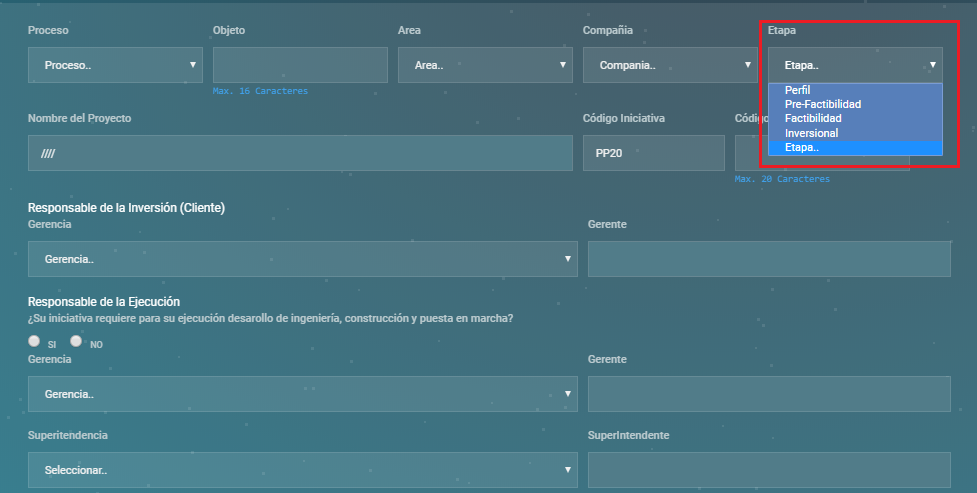 Proceso Objeto Area Compañia Etapa
Proceso.. Area.. Compania.. Etapa..
Max. 16 Caracteres
Perfil
Pre-Factibilidad
Factibilidad
Inversional
Etapa..
Nombre del Proyecto Código Iniciativa Códig
//// PP20
Max. 20 Caracteres
Responsable de la Inversión (Cliente)
Gerencia Gerente
Gerencia..
Responsable de la Ejecución
¿Su iniciativa requiere para su ejecución desarollo de ingeniería, construcción y puesta en marcha?
SI NO
Gerencia Gerente
Gerencia..
Superitendencia SuperIntendente
Seleccionar..